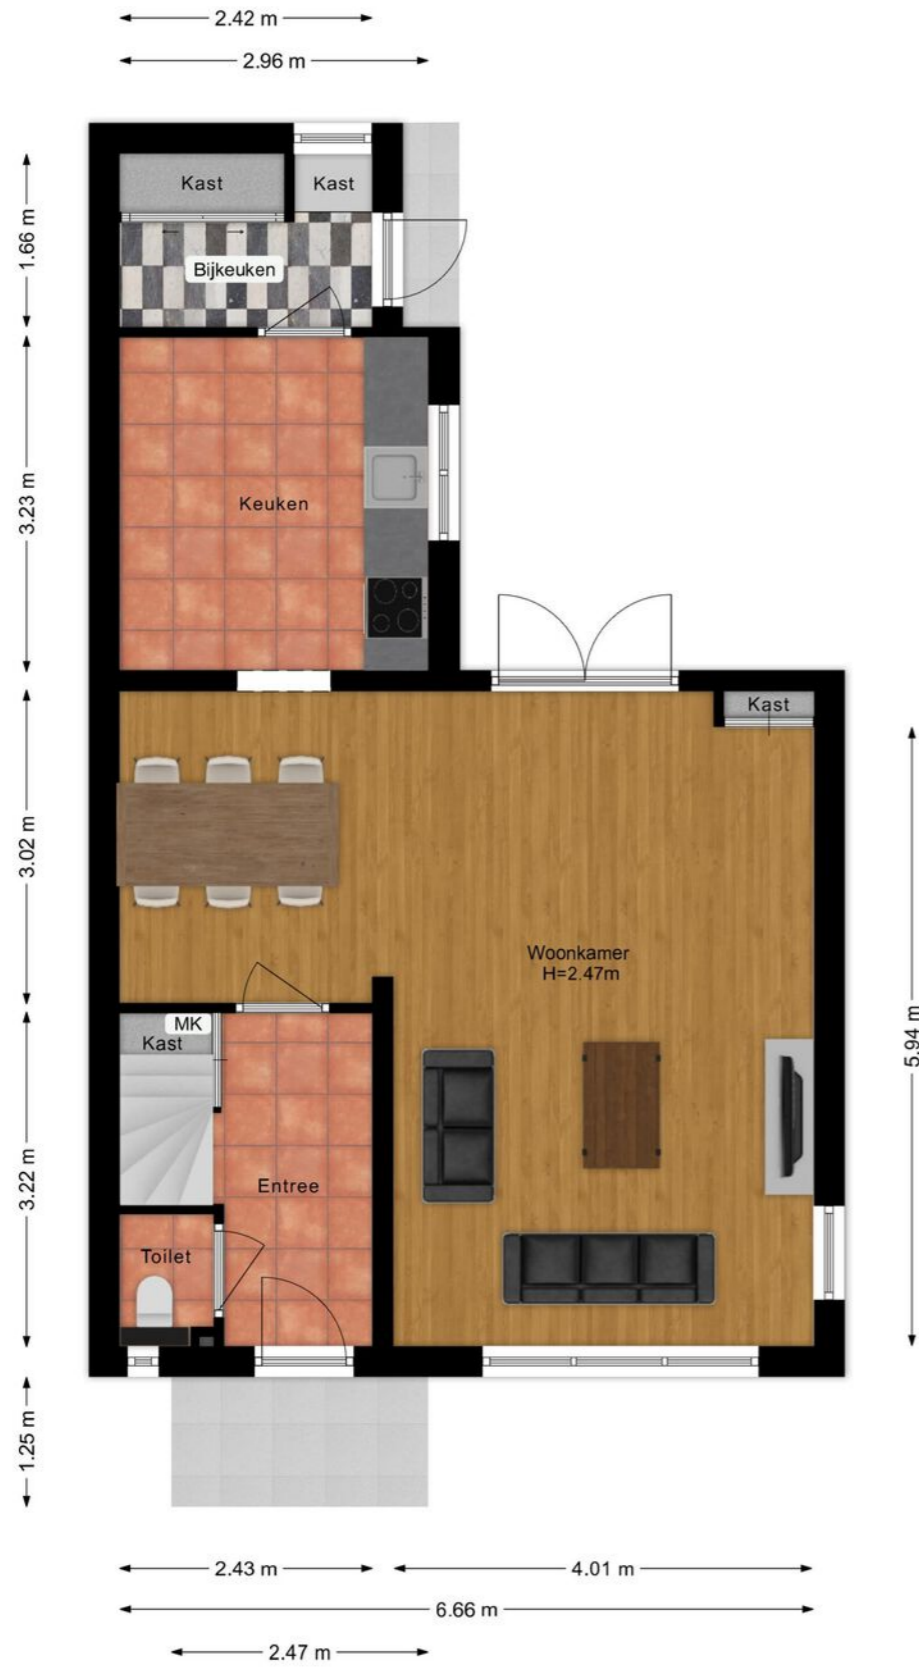 2.42 m
2.96 m
Kast
Kast
1.66 m
Bijkeuken
3.23 m
Keuken
Kast
3.02 m
Woonkamer
H=2.47m
MK
Kast
5.94 m
3.22 m
Entree
Toilet
1.25 m
2.43 m
4.01 m
6.66 m
2.47 m